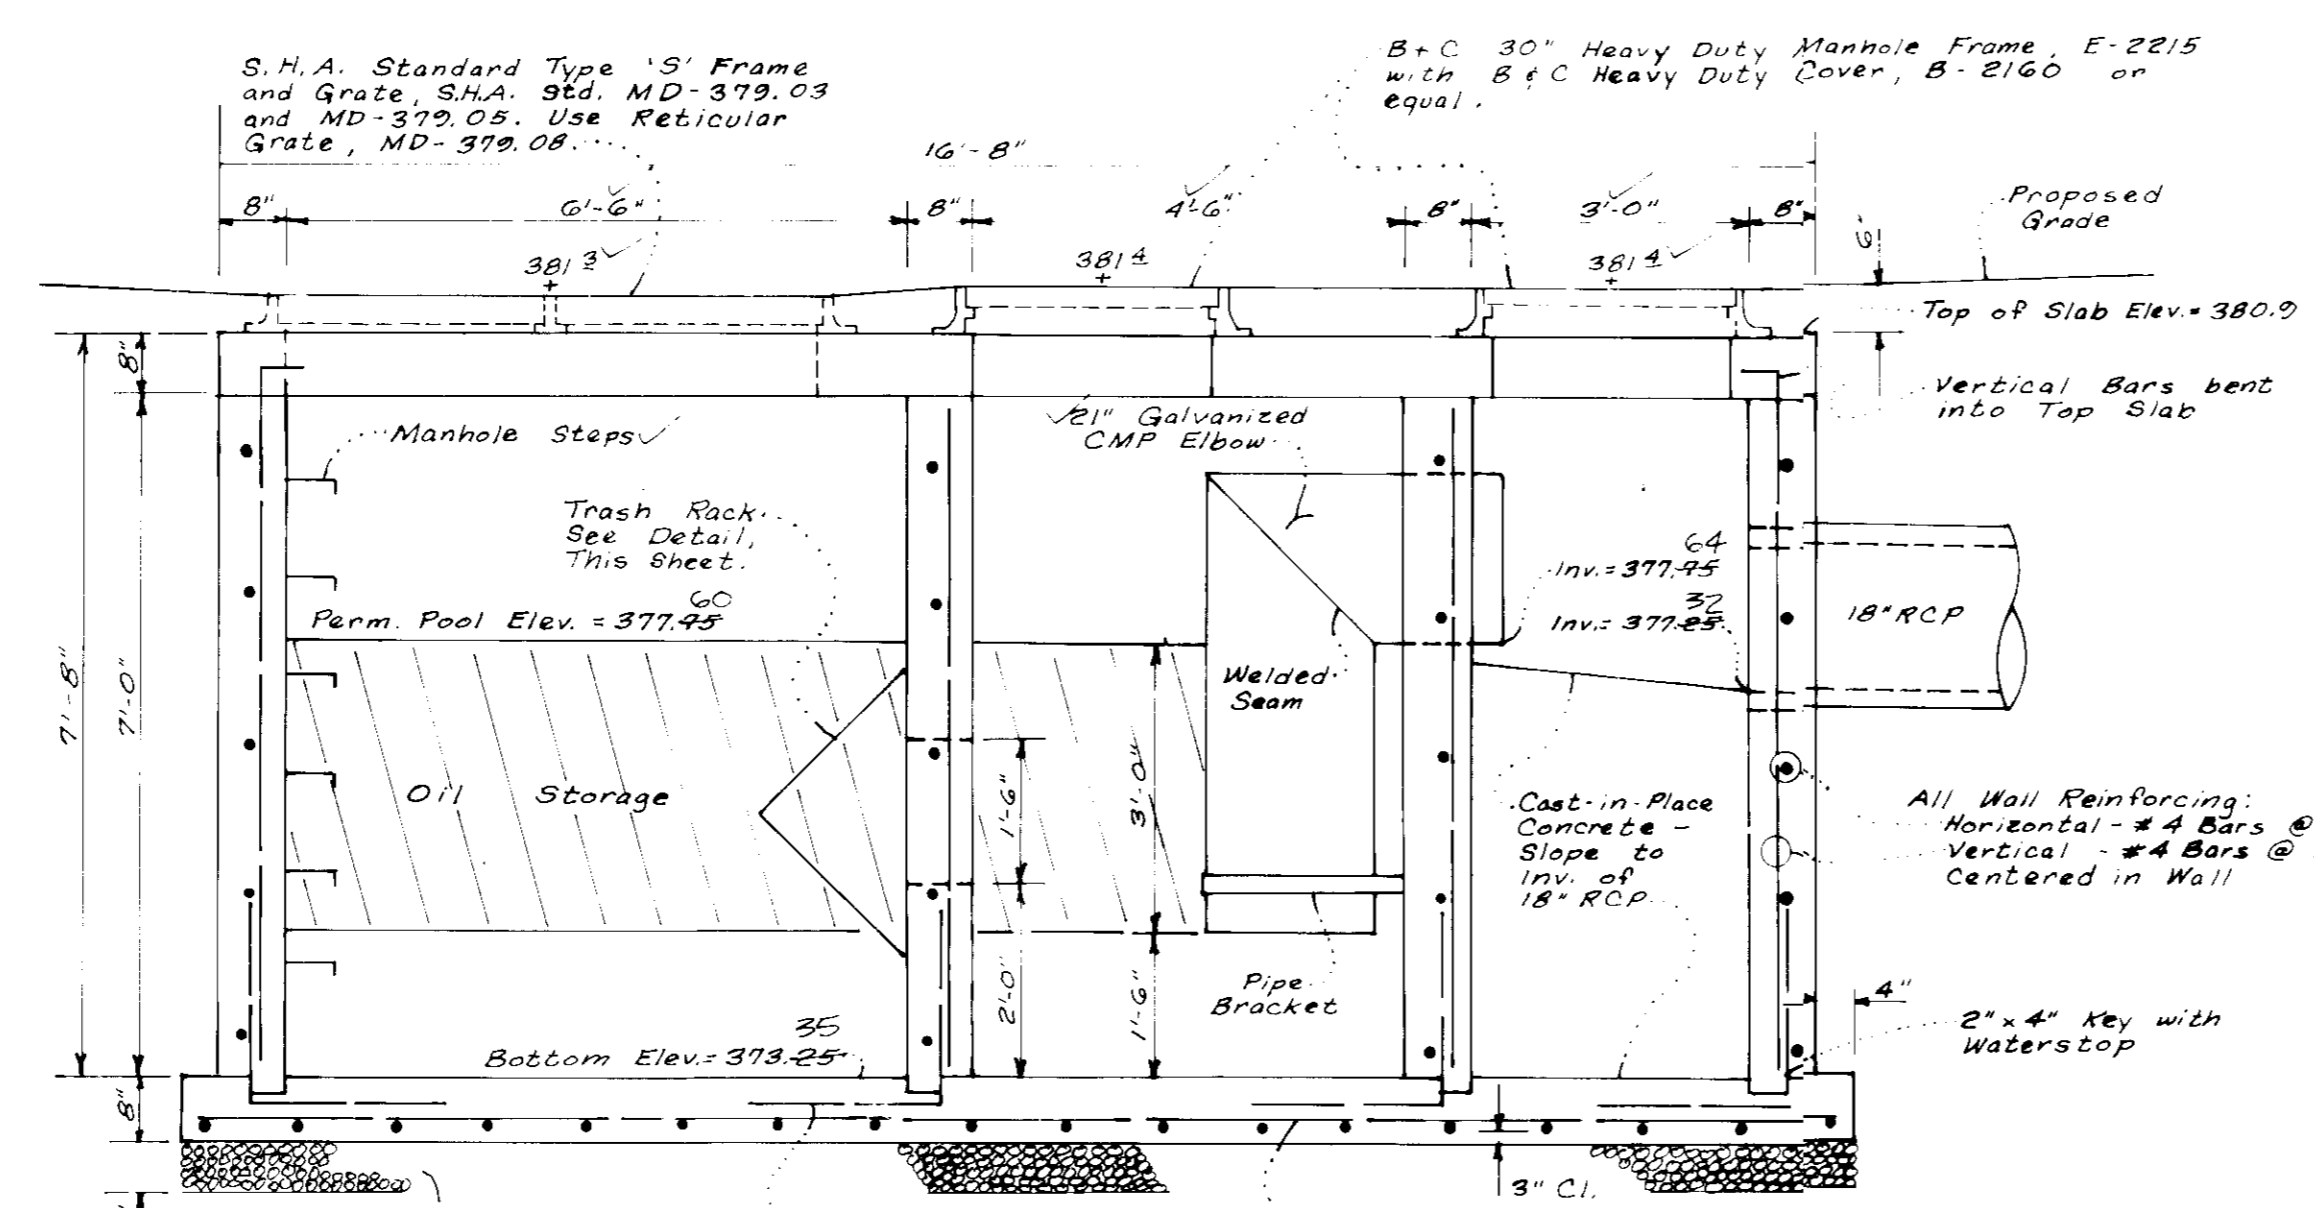 S.H.A. Standard Type 'S' Frame
and Grate, S.H.A. Std. MD-379.03
and MD-379.05. Use Reticular
Grate, MD-379.08.
B+C 30" Heavy Duty Manhole Frame, E-2215
with B & C Heavy Duty Cover, B-2160 or
equal.
16'-8"
8" 6'-6" 8" 4'-6" 8" 3'-0" 8"
Proposed
Grade
6"
381 3 381 4 381 4
Top of Slab Elev. = 380.9
8"
Vertical Bars bent
into Top Slab
Manhole Steps
21" Galvanized
CMP Elbow
Trash Rack
See Detail,
This Sheet.
64
Inv. = 377.45
60
Perm. Pool Elev. = 377.45
32
Inv. = 377.25
18" RCP
7'-8"
7'-0"
Welded
Seam
Oil Storage
1'-6"
3'-0"
Cast-in-Place
Concrete -
Slope to
Inv. of
18" RCP
All Wall Reinforcing:
Horizontal - #4 Bars @
Vertical - #4 Bars @
Centered in Wall
Pipe
Bracket
2'-0"
1'-6"
4"
35
Bottom Elev. = 373.25
2" x 4" Key with
Waterstop
8"
3" Cl.